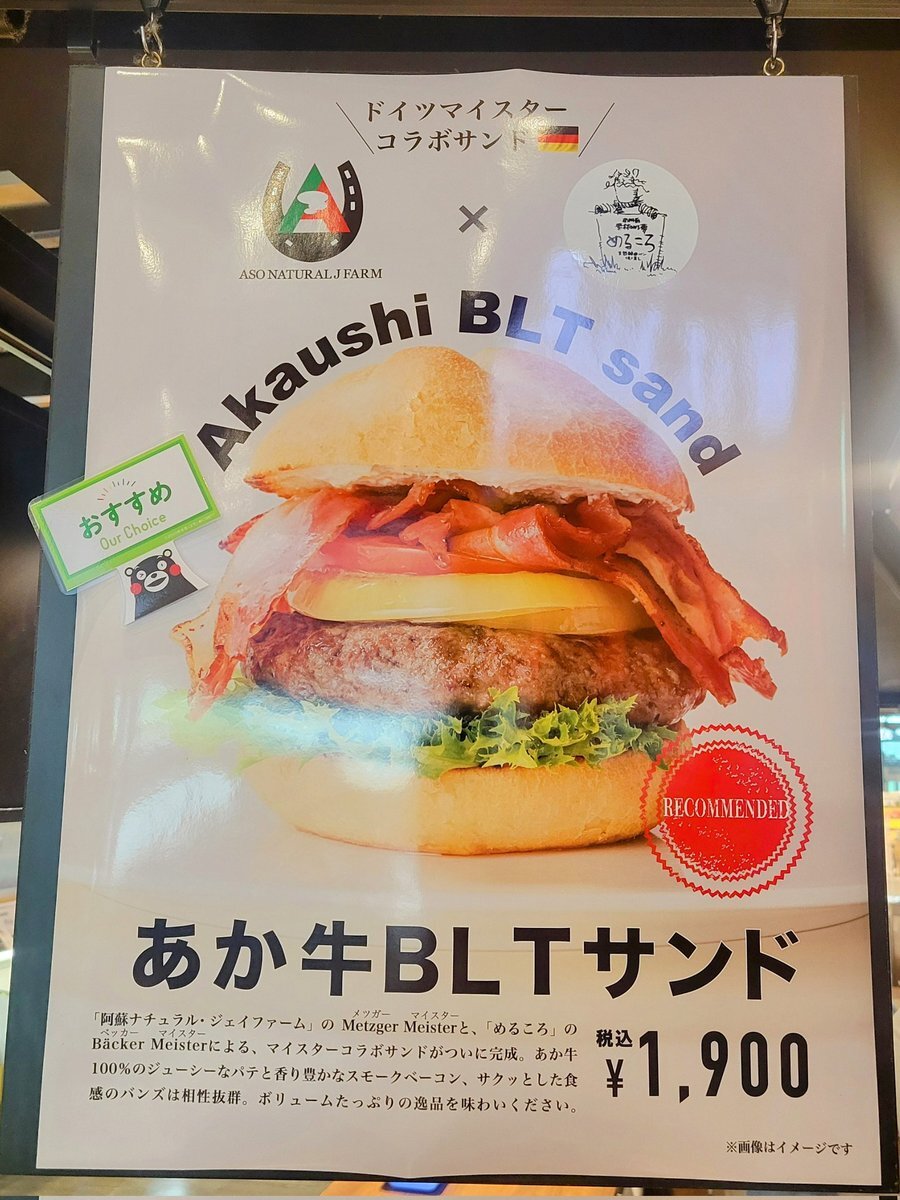 ドイツマイスター
コラボサンド
ASO NATURAL J FARM
×
めるころ
Akaushi BLT sand
おすすめ
Our Choice
RECOMMENDED
あか牛BLTサンド
メツガー マイスター
「阿蘇ナチュラル・ジェイファーム」の Metzger Meisterと、「めるころ」の
ベッカー マイスター
Bäcker Meisterによる、マイスターコラボサンドがついに完成。あか牛
100%のジューシーなパテと香り豊かなスモークベーコン、サクッとした食
感のバンズは相性抜群。ボリュームたっぷりの逸品を味わいください。
税込
¥1,900
※画像はイメージです